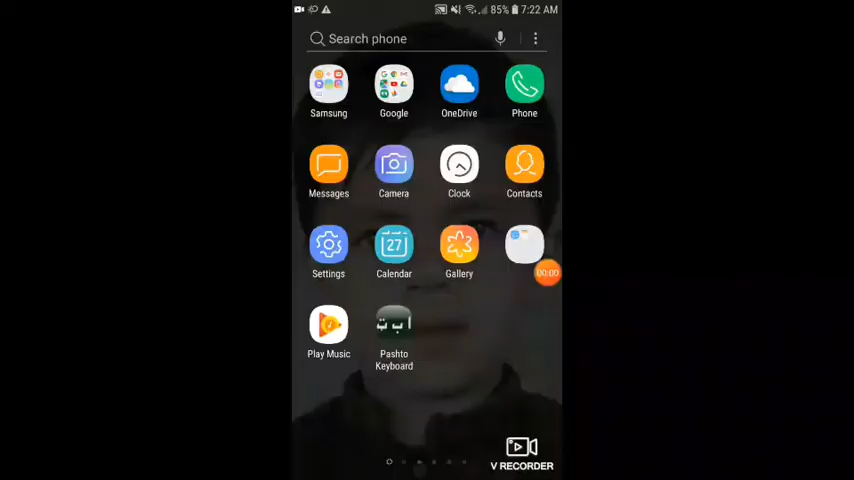 85% 7:22 AM
Search phone
Samsung Google OneDrive Phone
Messages Camera Clock Contacts
27
Settings Calendar Gallery
00:00
ا ب ت
Play Music Pashto Keyboard
V RECORDER